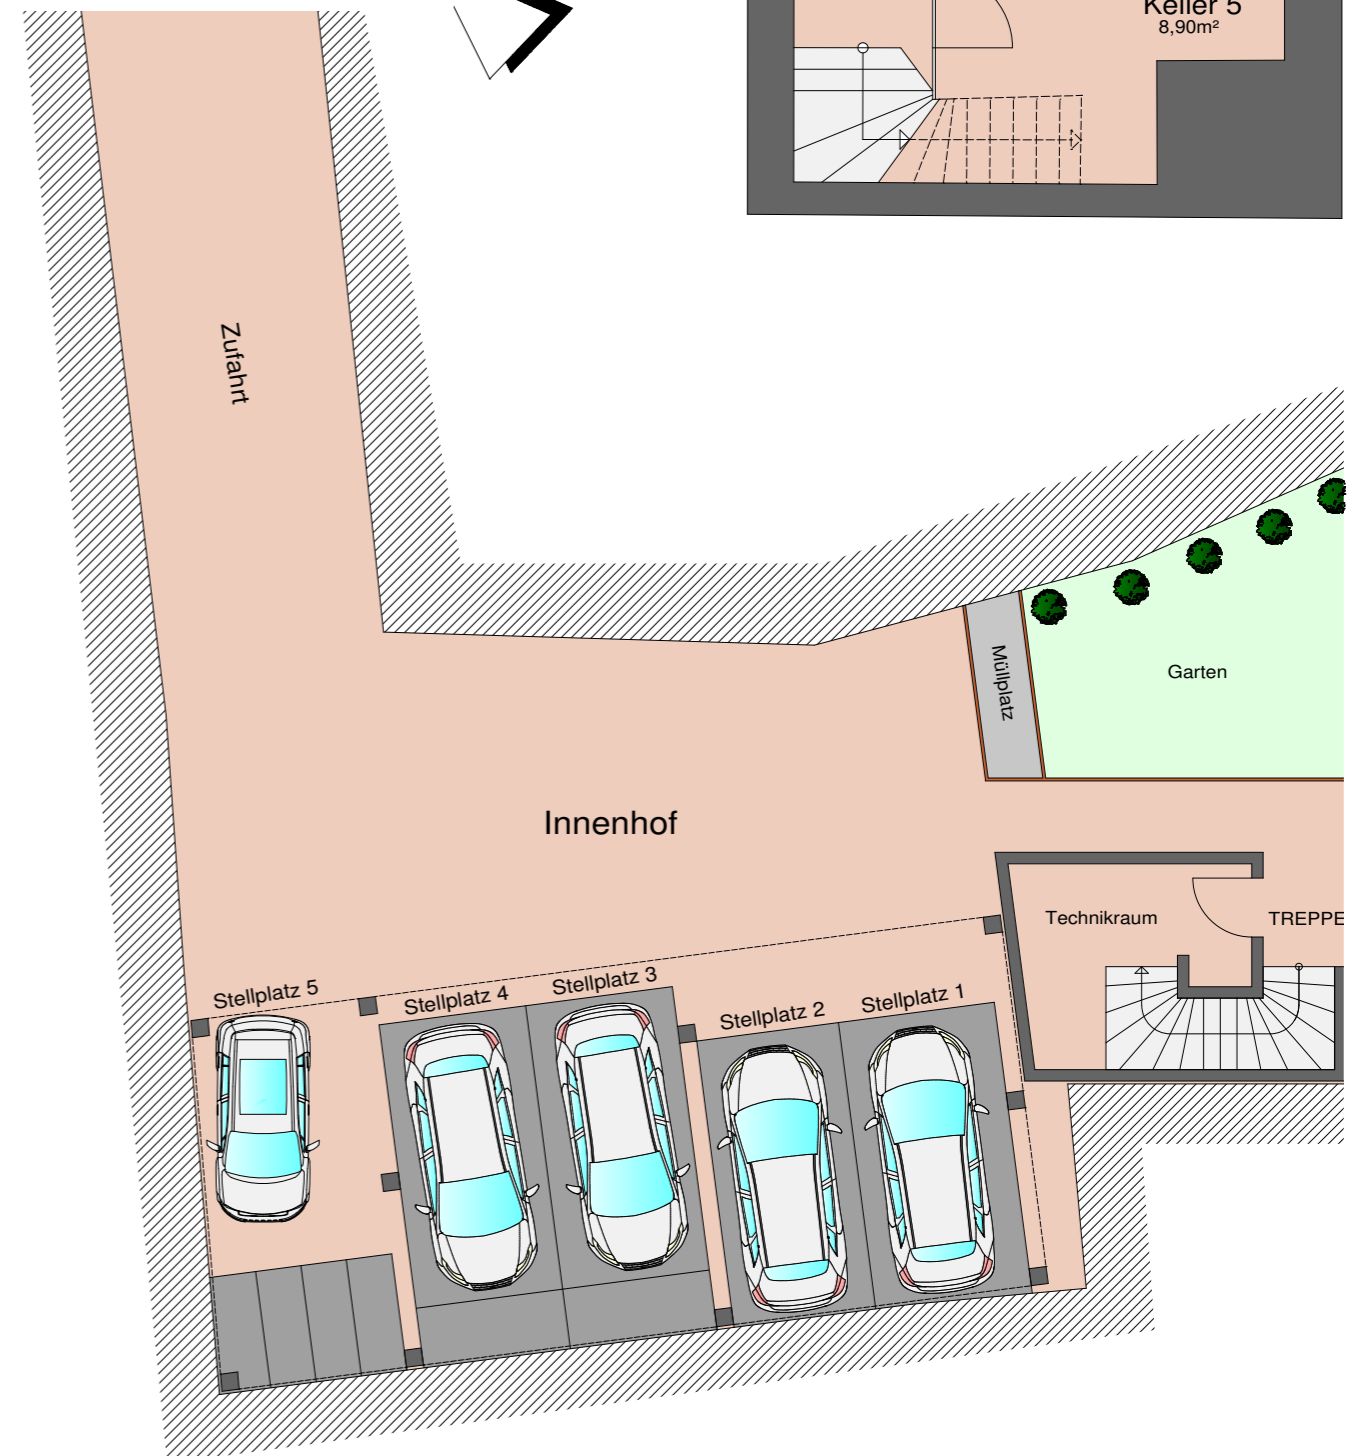 Keller 5
8,90m²
Zufahrt
Müllplatz
Garten
Innenhof
Technikraum
TREPPE
Stellplatz 5
Stellplatz 4
Stellplatz 3
Stellplatz 2
Stellplatz 1